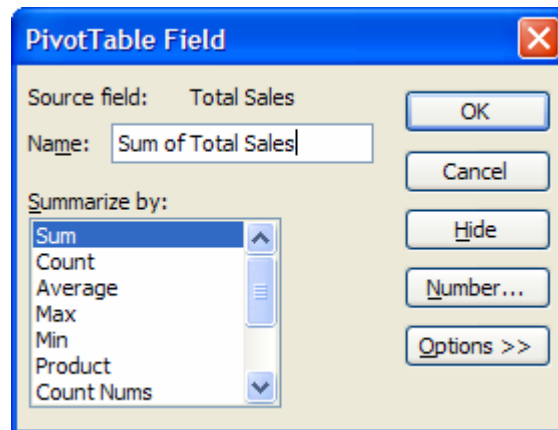 PivotTable Field
Source field: Total Sales
Name: Sum of Total Sales
Summarize by:
Sum
Count
Average
Max
Min
Product
Count Nums
OK
Cancel
Hide
Number...
Options >>